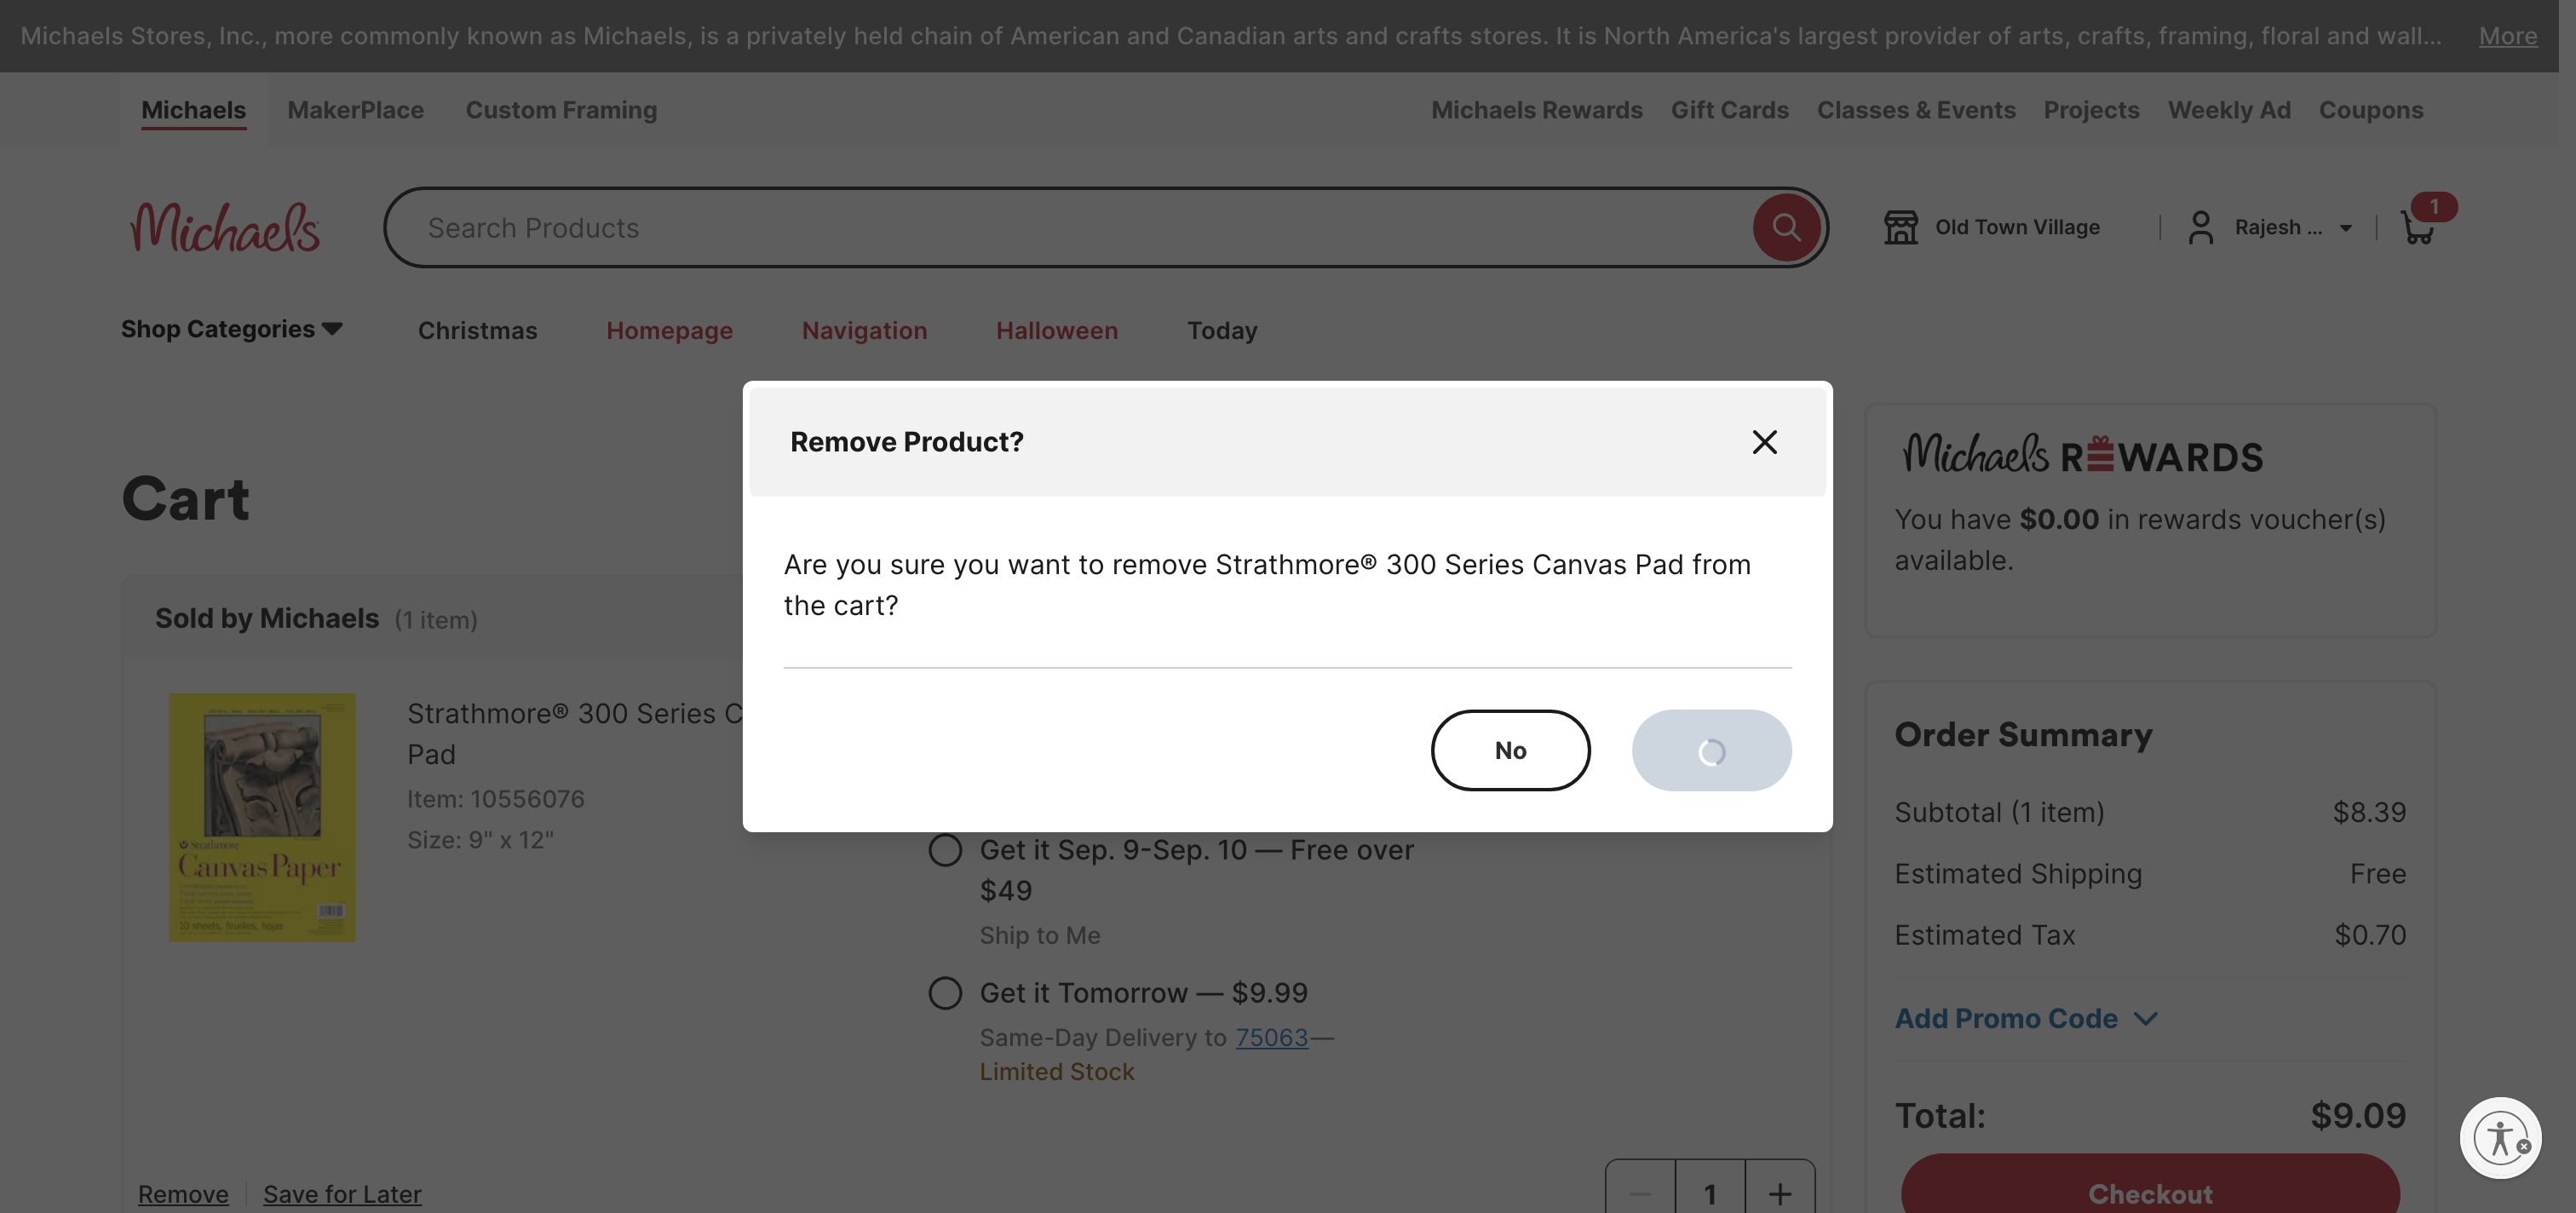 Michaels Stores, Inc., more commonly known as Michaels, is a privately held chain of American and Canadian arts and crafts stores. It is North America's largest provider of arts, crafts, framing, floral and wall... More
Michaels MakerPlace Custom Framing Michaels Rewards Gift Cards Classes & Events Projects Weekly Ad Coupons
Michaels Search Products Old Town Village Rajesh ... 1
Shop Categories Christmas Homepage Navigation Halloween Today
Remove Product?
Are you sure you want to remove Strathmore® 300 Series Canvas Pad from
the cart?
No
Cart
Sold by Michaels (1 item)
Strathmore® 300 Series C
Pad
Item: 10556076
Size: 9" x 12"
Strathmore
Canvas Paper
10 sheets, feuilles, hojas
Get it Sep. 9-Sep. 10 — Free over
$49
Ship to Me
Get it Tomorrow — $9.99
Same-Day Delivery to 75063—
Limited Stock
Remove Save for Later
1
Michaels REWARDS
You have $0.00 in rewards voucher(s)
available.
Order Summary
Subtotal (1 item) $8.39
Estimated Shipping Free
Estimated Tax $0.70
Add Promo Code
Total: $9.09
Checkout